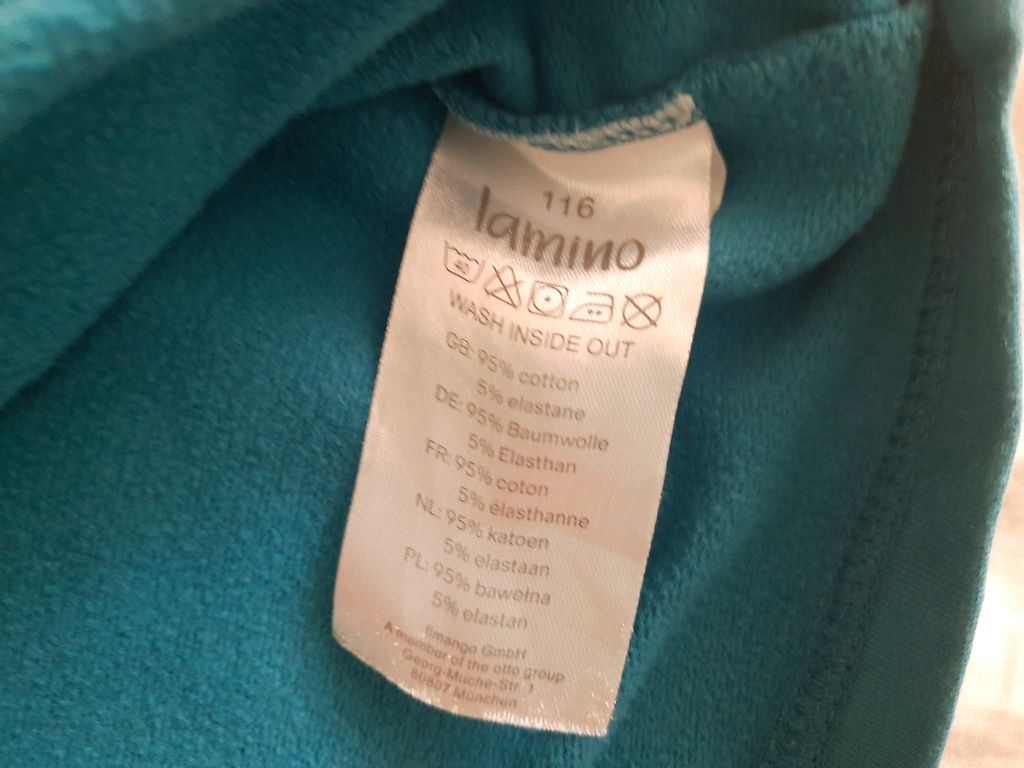 116
lamino
40
WASH INSIDE OUT
GB: 95% cotton
5% elastane
DE: 95% Baumwolle
5% Elasthan
FR: 95% coton
5% élasthanne
NL: 95% katoen
5% elastaan
PL: 95% bawełna
5% elastan
limango GmbH
A member of the otto group
Georg-Muche-Str. 1
80807 München